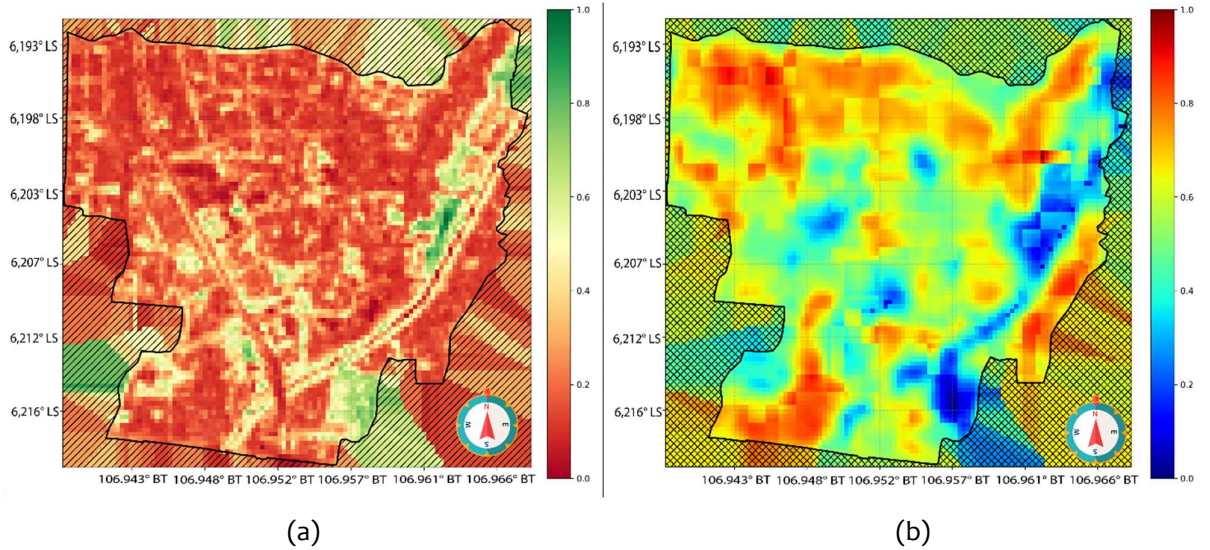 1.0
6,193° LS
0.8
6,198° LS
0.6
6,203° LS
6,207° LS
0.4
6,212° LS
0.2
6,216° LS
N
W
E
S
0.0
106.943° BT 106.948° BT 106.952° BT 106.957° BT 106.961° BT 106.966° BT
(a)
1.0
6,193° LS
0.8
6,198° LS
0.6
6,203° LS
6,207° LS
0.4
6,212° LS
0.2
6,216° LS
N
W
E
S
0.0
106.943° BT 106.948° BT 106.952° BT 106.957° BT 106.961° BT 106.966° BT
(b)